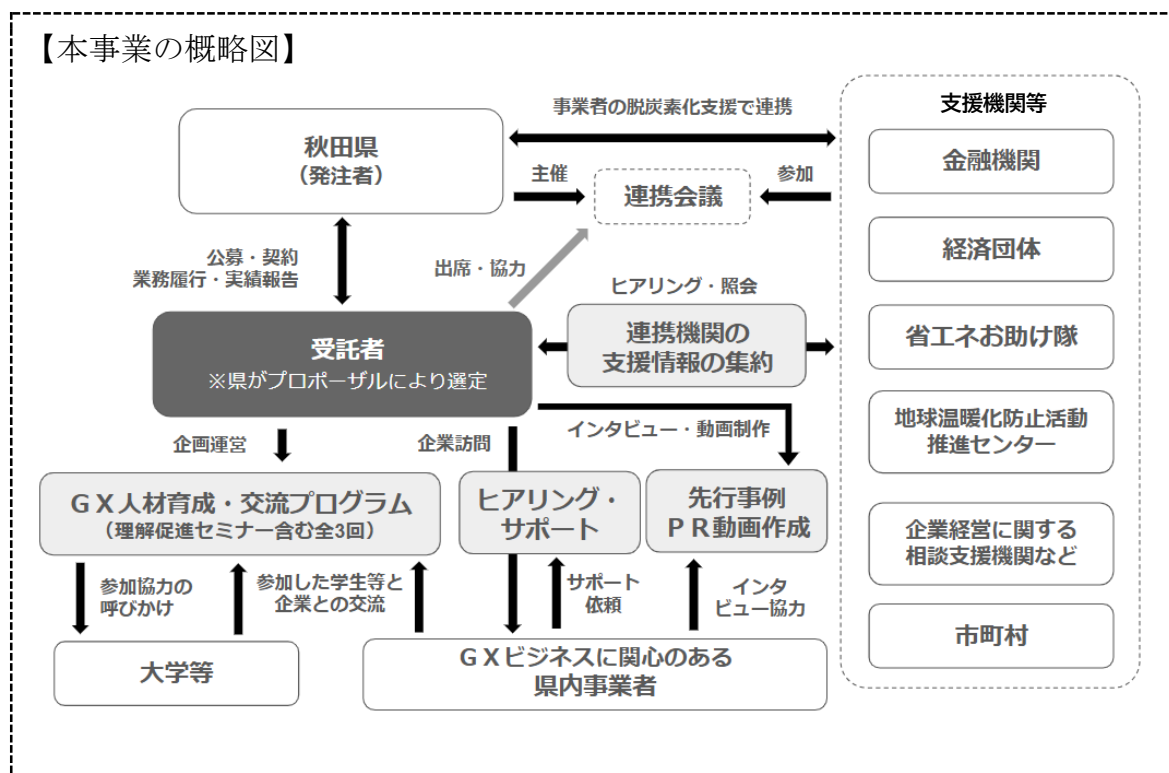 【本事業の概略図】
事業者の脱炭素化支援で連携
支援機関等
秋田県
（発注者）
主催
連携会議
参加
金融機関
経済団体
公募・契約
業務履行・実績報告
出席・協力
ヒアリング・照会
受託者
※県がプロポーザルにより選定
連携機関の
支援情報の集約
省エネお助け隊
地球温暖化防止活動
推進センター
企画運営
企業訪問
インタビュー・動画制作
ＧＸ人材育成・交流プログラム
（理解促進セミナー含む全3回）
ヒアリング・
サポート
先行事例
ＰＲ動画作成
企業経営に関する
相談支援機関など
参加協力の
呼びかけ
参加した学生等と
企業との交流
サポート
依頼
インタ
ビュー協力
市町村
大学等
ＧＸビジネスに関心のある
県内事業者